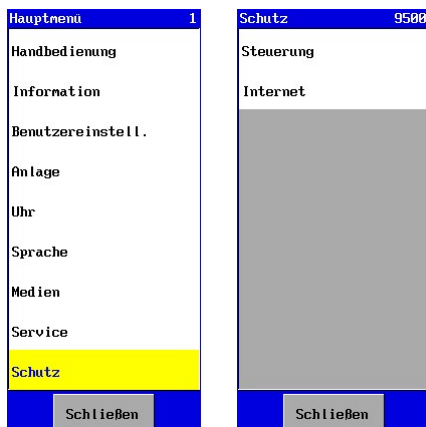 Hauptmenü 1
Handbedienung
Information
Benutzereinstell.
Anlage
Uhr
Sprache
Medien
Service
Schutz
Schließen
Schutz 9500
Steuerung
Internet
Schließen